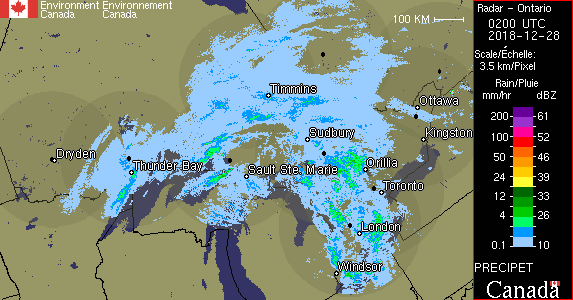 Environment Environnement
Canada Canada
100 KM
Timmins
Ottawa
Sudbury
Kingston
Dryden
Thunder Bay
Sault Ste. Marie
Orillia
Toronto
London
Windsor
Radar - Ontario
0200 UTC
2018-12-28
Scale/Échelle:
3.5 km/Pixel
Rain/Pluie
mm/hr dBZ
200 61
100 52
50 46
24 39
12 33
4 26
0.1 10
PRECIPET
Canada